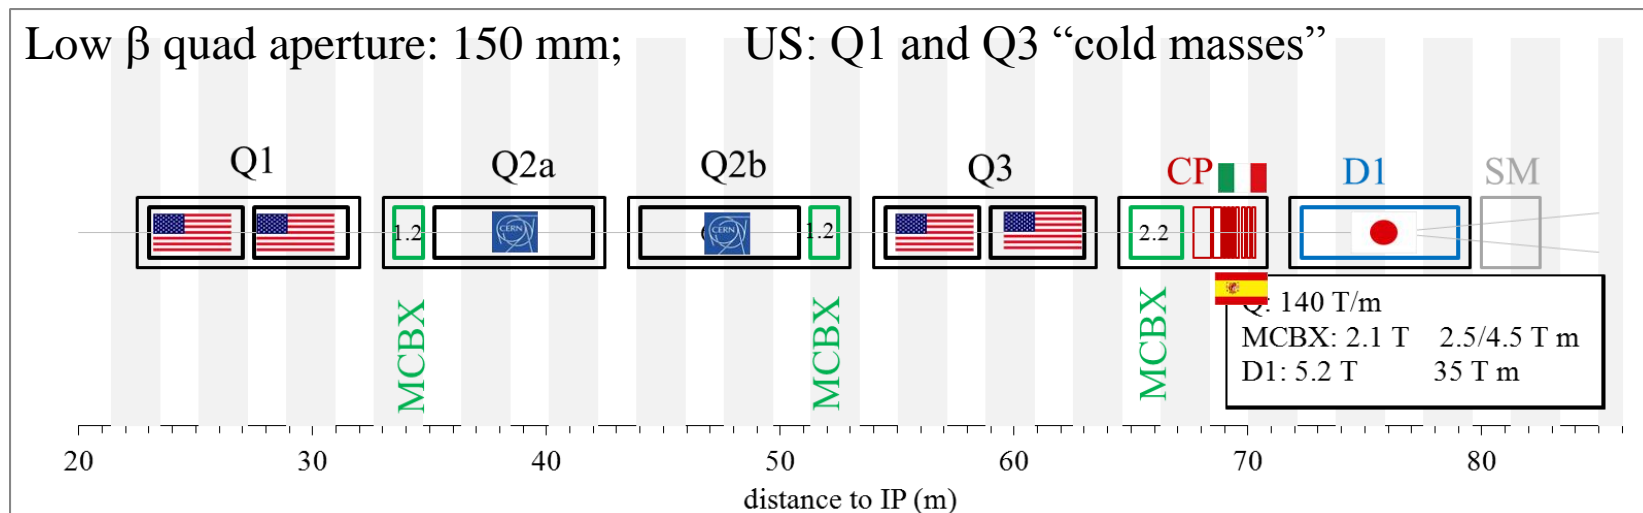 Low β quad aperture: 150 mm; US: Q1 and Q3 “cold masses”
Q1 Q2a Q2b Q3 CP D1 SM
1.2 CERN CERN 1.2 2.2
MCBX MCBX MCBX
: 140 T/m
MCBX: 2.1 T 2.5/4.5 T m
D1: 5.2 T 35 T m
20 30 40 50 60 70 80
distance to IP (m)